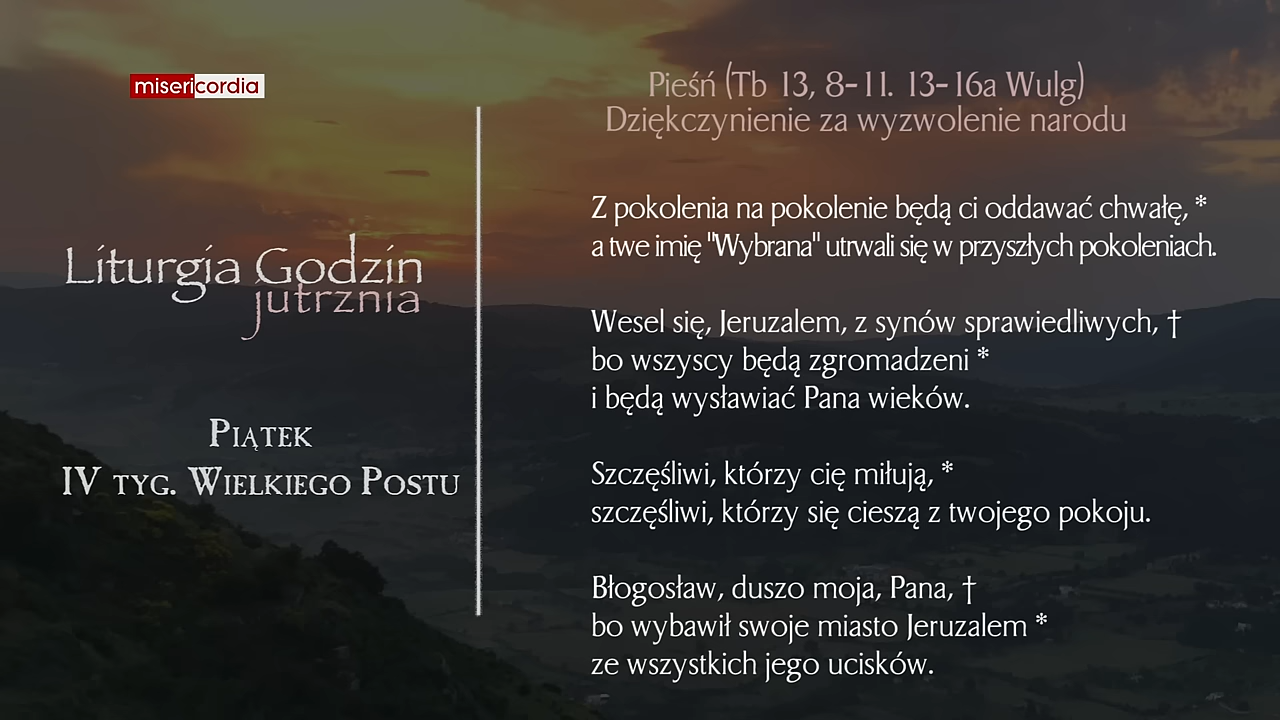 misericordia
Liturgia Godzin
jutrznia
Piątek
IV tyg. Wielkiego Postu
Pieśń (Tb 13, 8-11. 13-16a Wulg)
Dziękczynienie za wyzwolenie narodu
Z pokolenia na pokolenie będą ci oddawać chwałę, *
a twe imię "Wybrana" utrwali się w przyszłych pokoleniach.
Wesel się, Jeruzalem, z synów sprawiedliwych, †
bo wszyscy będą zgromadzeni *
i będą wysławiać Pana wieków.
Szczęśliwi, którzy cię miłują, *
szczęśliwi, którzy się cieszą z twojego pokoju.
Błogosław, duszo moja, Pana, †
bo wybawił swoje miasto Jeruzalem *
ze wszystkich jego ucisków.